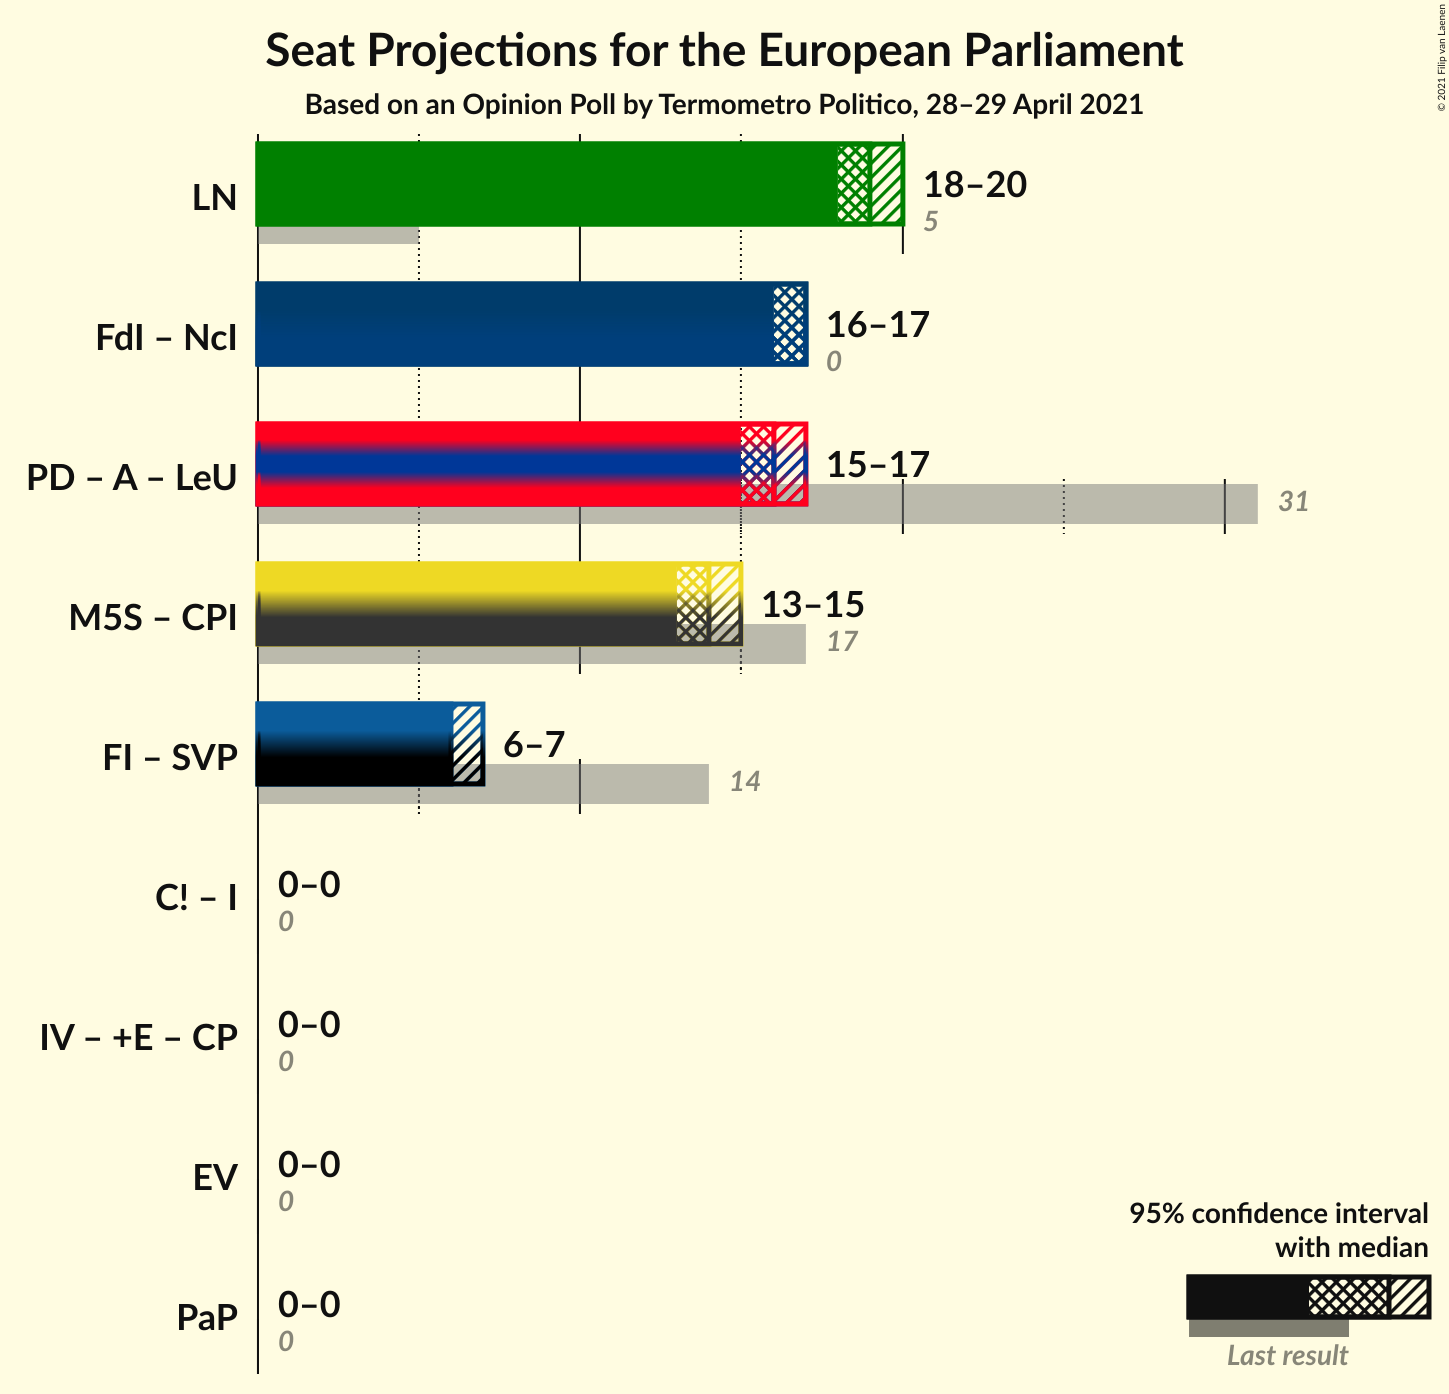 Seat Projections for the European Parliament
Based on an Opinion Poll by Termometro Politico, 28–29 April 2021
© 2021 Filip van Laenen
LN
18–20
5
FdI – NcI
16–17
0
PD – A – LeU
15–17
31
M5S – CPI
13–15
17
FI – SVP
6–7
14
C! – I
0–0
0
IV – +E – CP
0–0
0
EV
0–0
0
PaP
0–0
0
95% confidence interval
with median
Last result